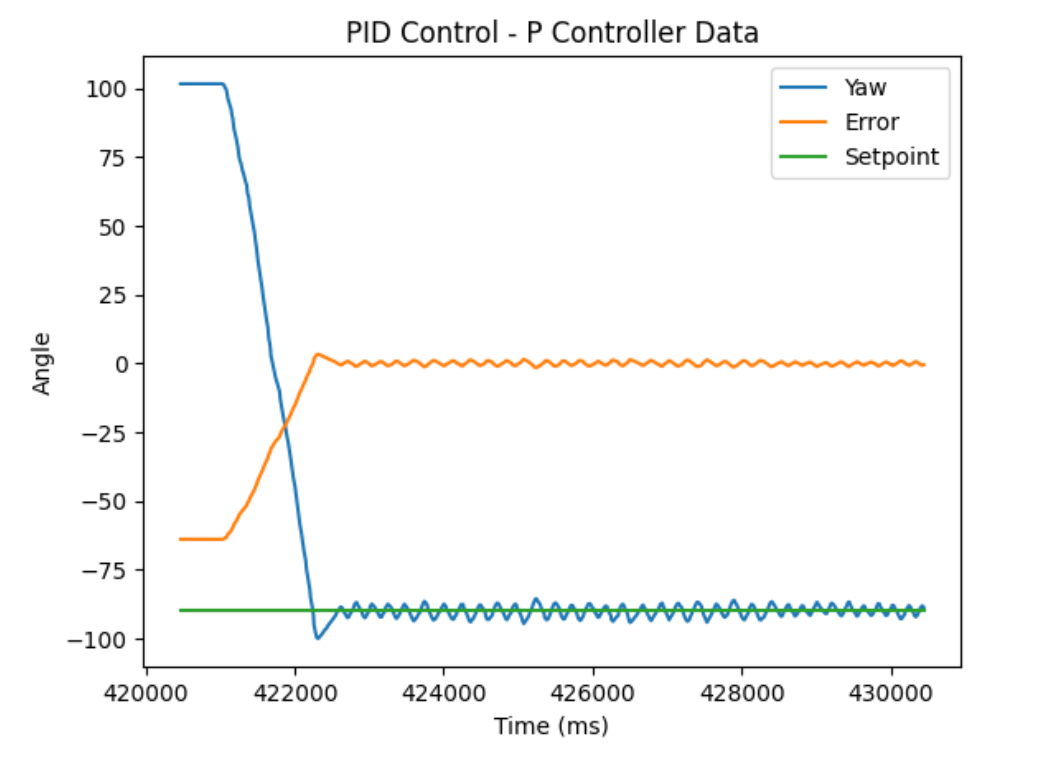 PID Control - P Controller Data
Yaw
Error
Setpoint
100
75
50
25
0
−25
−50
−75
−100
Angle
420000 422000 424000 426000 428000 430000
Time (ms)